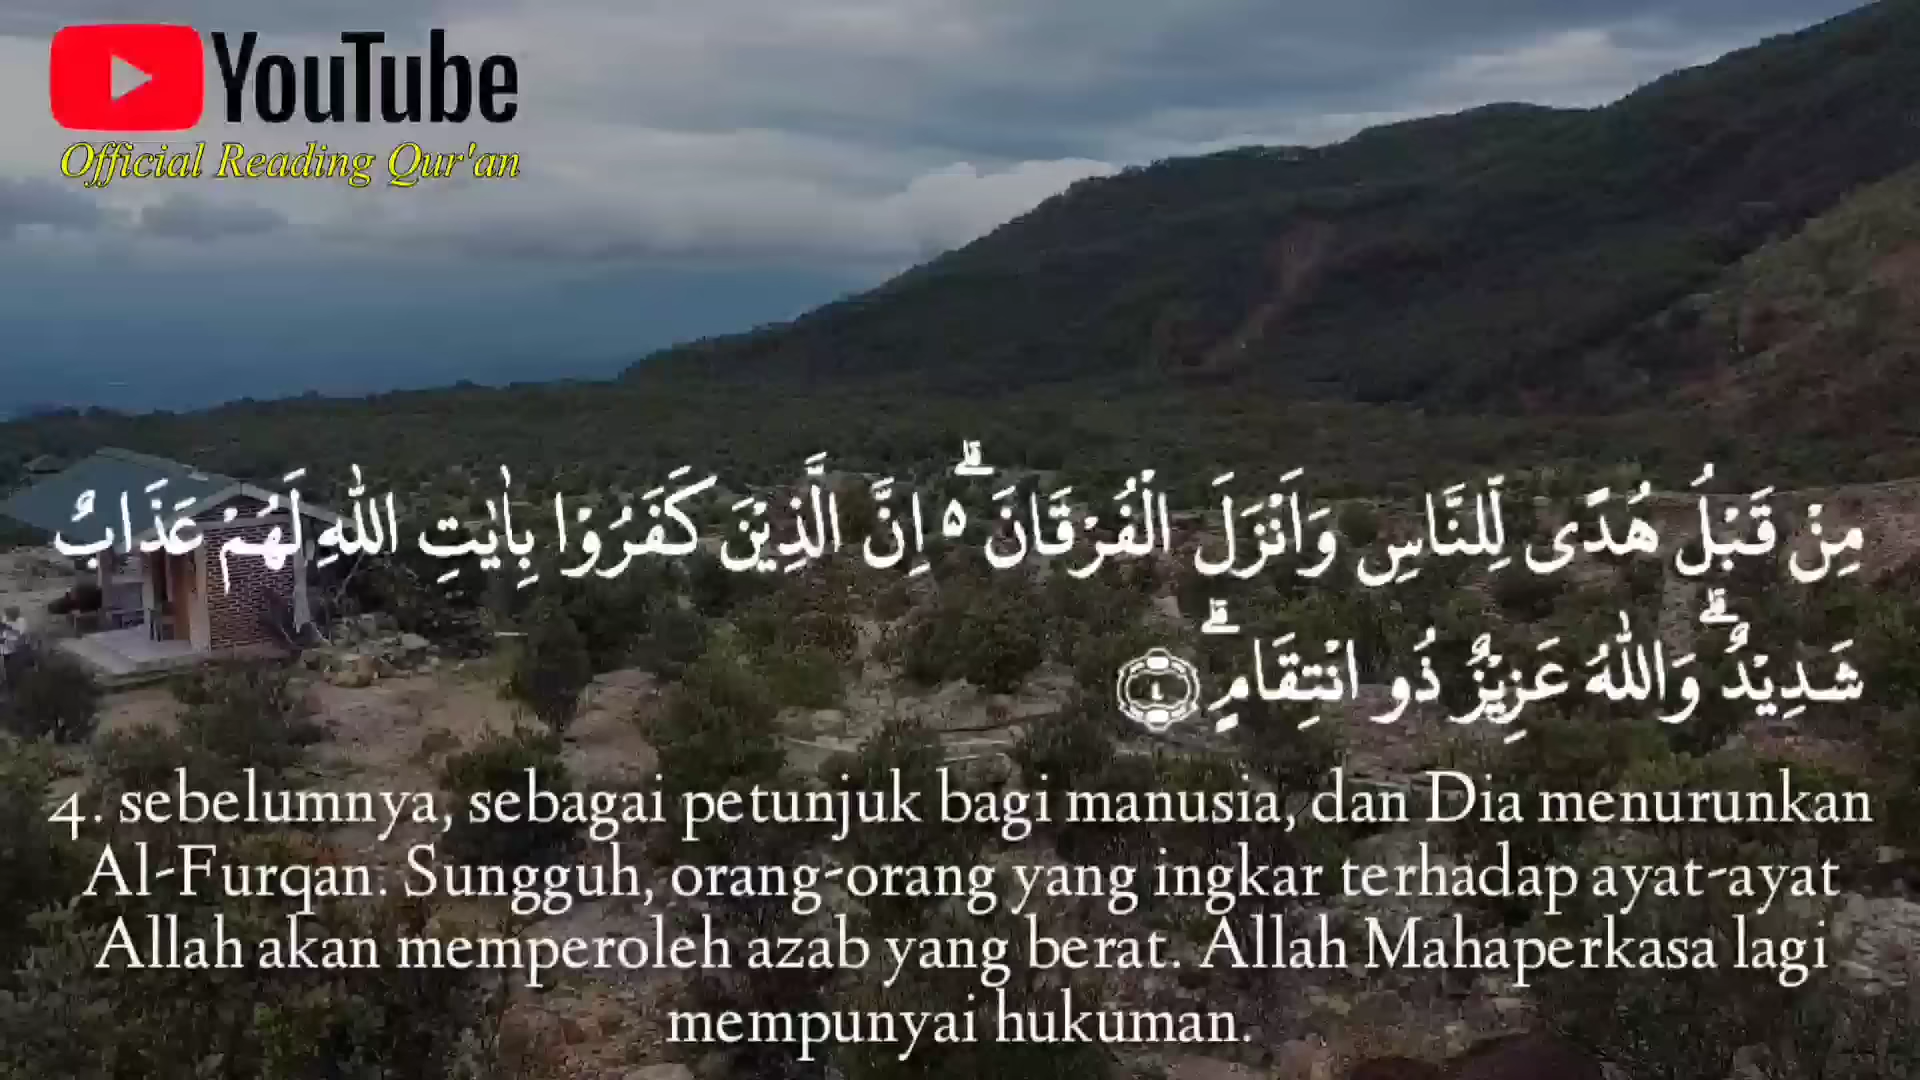 YouTube
Official Reading Qur'an
مِنْ قَبْلُ هُدًى لِّلنَّاسِ وَاَنْزَلَ الْفُرْقَانَ ۗ ە اِنَّ الَّذِيْنَ كَفَرُوْا بِاٰيٰتِ اللّٰهِ لَهُمْ عَذَابٌ
شَدِيْدٌ ۗ وَاللّٰهُ عَزِيْزٌ ذُو انْتِقَامٍ ۗ ٤
4. sebelumnya, sebagai petunjuk bagi manusia, dan Dia menurunkan
Al-Furqan. Sungguh, orang-orang yang ingkar terhadap ayat-ayat
Allah akan memperoleh azab yang berat. Allah Mahaperkasa lagi
mempunyai hukuman.